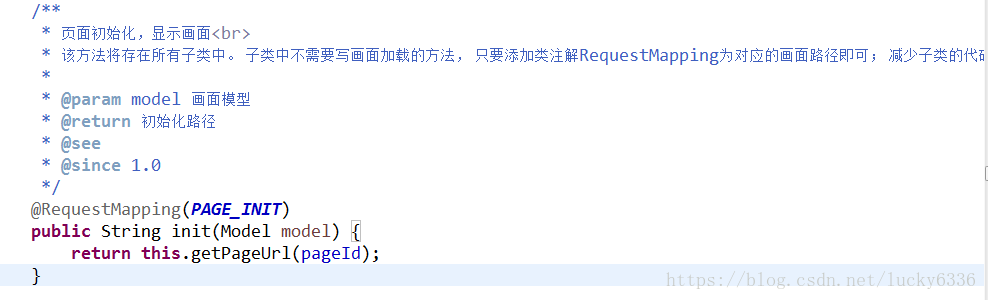 /**
 * 页面初始化，显示画面<br>
 * 该方法将存在所有子类中。子类中不需要写画面加载的方法，只要添加类注解RequestMapping为对应的画面路径即可；减少子类的代码
 *
 * @param model 画面模型
 * @return 初始化路径
 * @see
 * @since 1.0
 */
@RequestMapping(PAGE_INIT)
public String init(Model model) {
    return this.getPageUrl(pageId);
}
https://blog.csdn.net/lucky6336